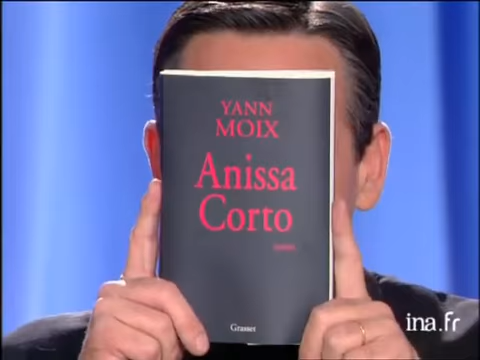 YANN
MOIX
Anissa
Corto
roman
Grasset
ina.fr